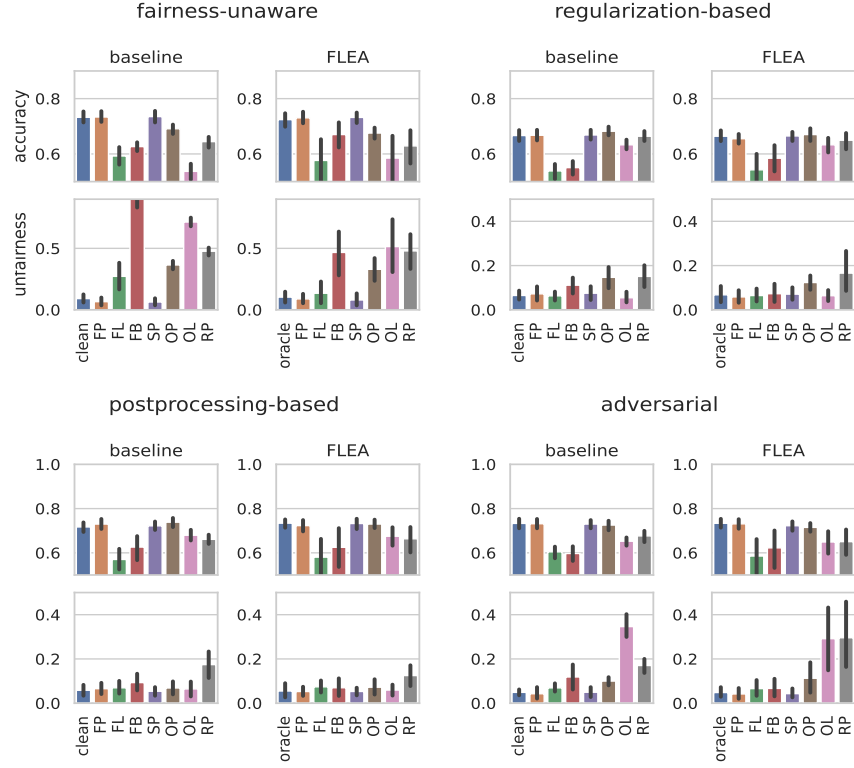 fairness-unaware
regularization-based
baseline
FLEA
baseline
FLEA
accuracy
0.8
0.6
0.8
0.6
0.8
0.6
0.8
0.6
unfairness
0.5
0.0
0.5
0.0
0.4
0.2
0.0
0.4
0.2
0.0
clean FP FL FB SP OP OL RP
oracle FP FL FB SP OP OL RP
clean FP FL FB SP OP OL RP
oracle FP FL FB SP OP OL RP
postprocessing-based
adversarial
baseline
FLEA
baseline
FLEA
1.0
0.8
0.6
1.0
0.8
0.6
1.0
0.8
0.6
1.0
0.8
0.6
0.4
0.2
0.0
0.4
0.2
0.0
0.4
0.2
0.0
0.4
0.2
0.0
clean FP FL FB SP OP OL RP
oracle FP FL FB SP OP OL RP
clean FP FL FB SP OP OL RP
oracle FP FL FB SP OP OL RP